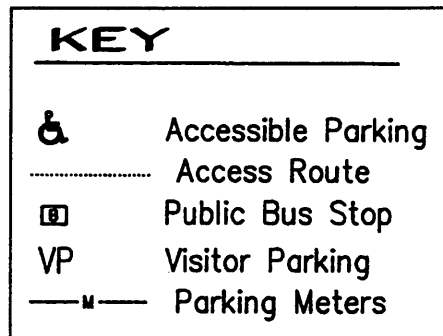 KEY
Accessible Parking
Access Route
B Public Bus Stop
VP Visitor Parking
M Parking Meters